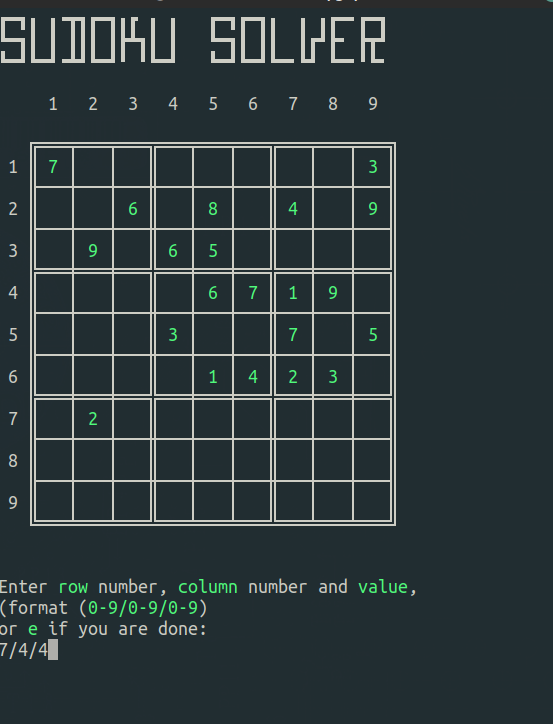 SUDOKU SOLVER
1 2 3 4 5 6 7 8 9
1 7 3
2 6 8 4 9
3 9 6 5
4 6 7 1 9
5 3 7 5
6 1 4 2 3
7 2
8
9
Enter row number, column number and value,
(format (0-9/0-9/0-9)
or e if you are done:
7/4/4